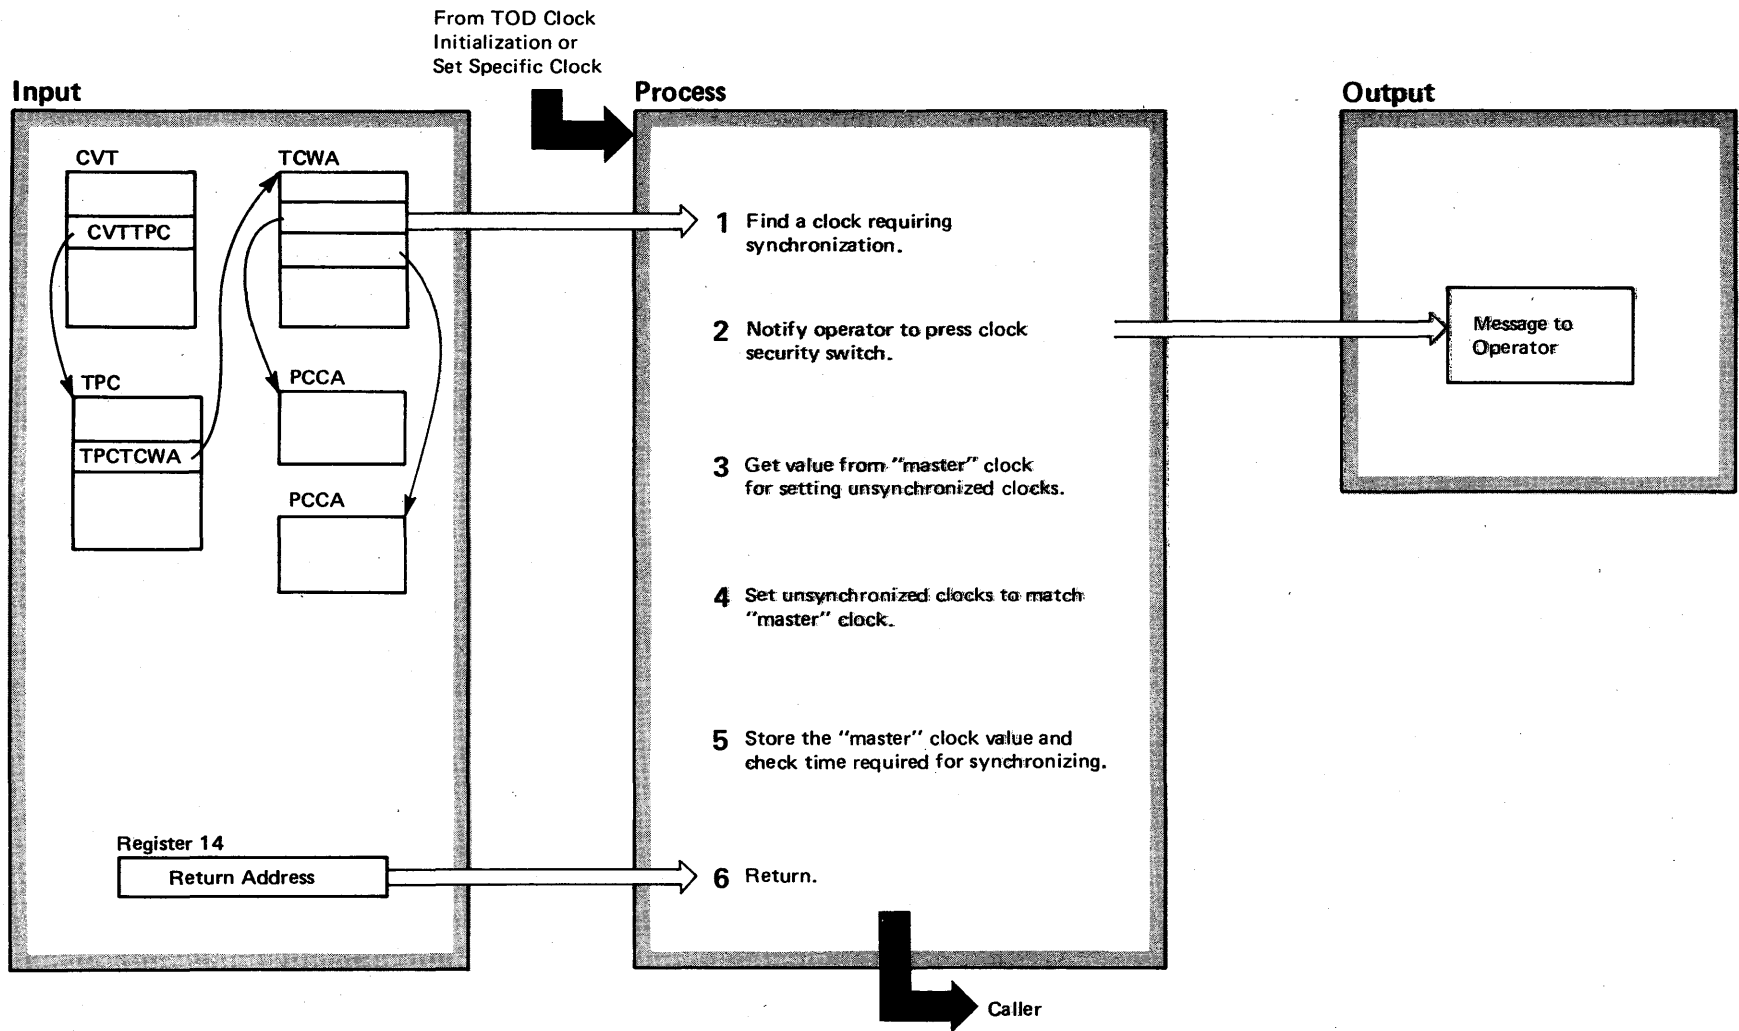 From TOD Clock
Initialization or
Set Specific Clock
Input
CVT
CVTTPC
TPC
TPCTCWA
TCWA
PCCA
PCCA
Register 14
Return Address
Process
1 Find a clock requiring
synchronization.
2 Notify operator to press clock
security switch.
3 Get value from "master" clock
for setting unsynchronized clocks.
4 Set unsynchronized clocks to match
"master" clock.
5 Store the "master" clock value and
check time required for synchronizing.
6 Return.
Caller
Output
Message to
Operator